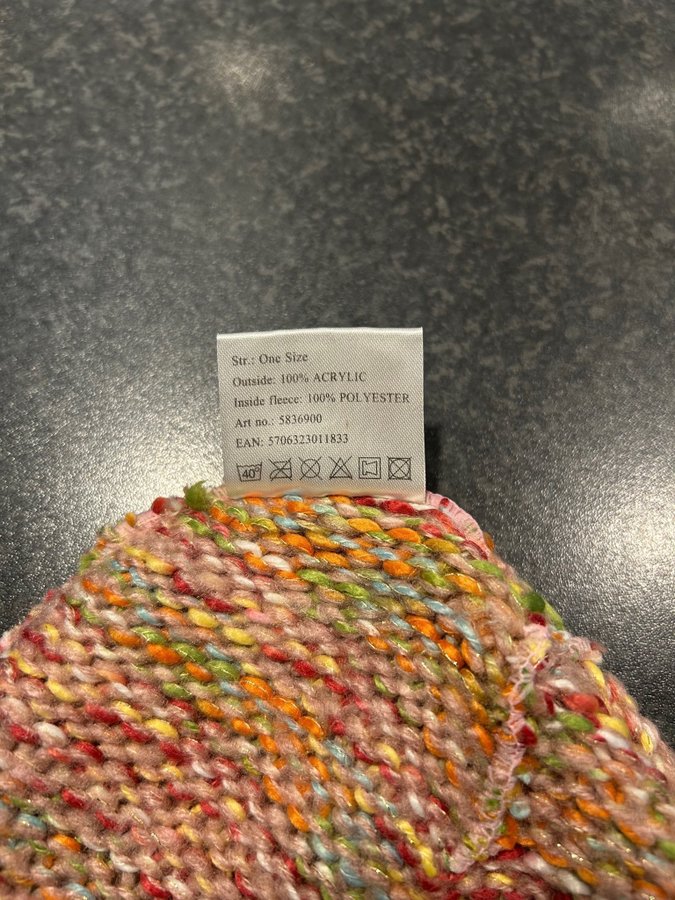 Str.: One Size
Outside: 100% ACRYLIC
Inside fleece: 100% POLYESTER
Art no.: 5836900
EAN: 5706323011833
40°